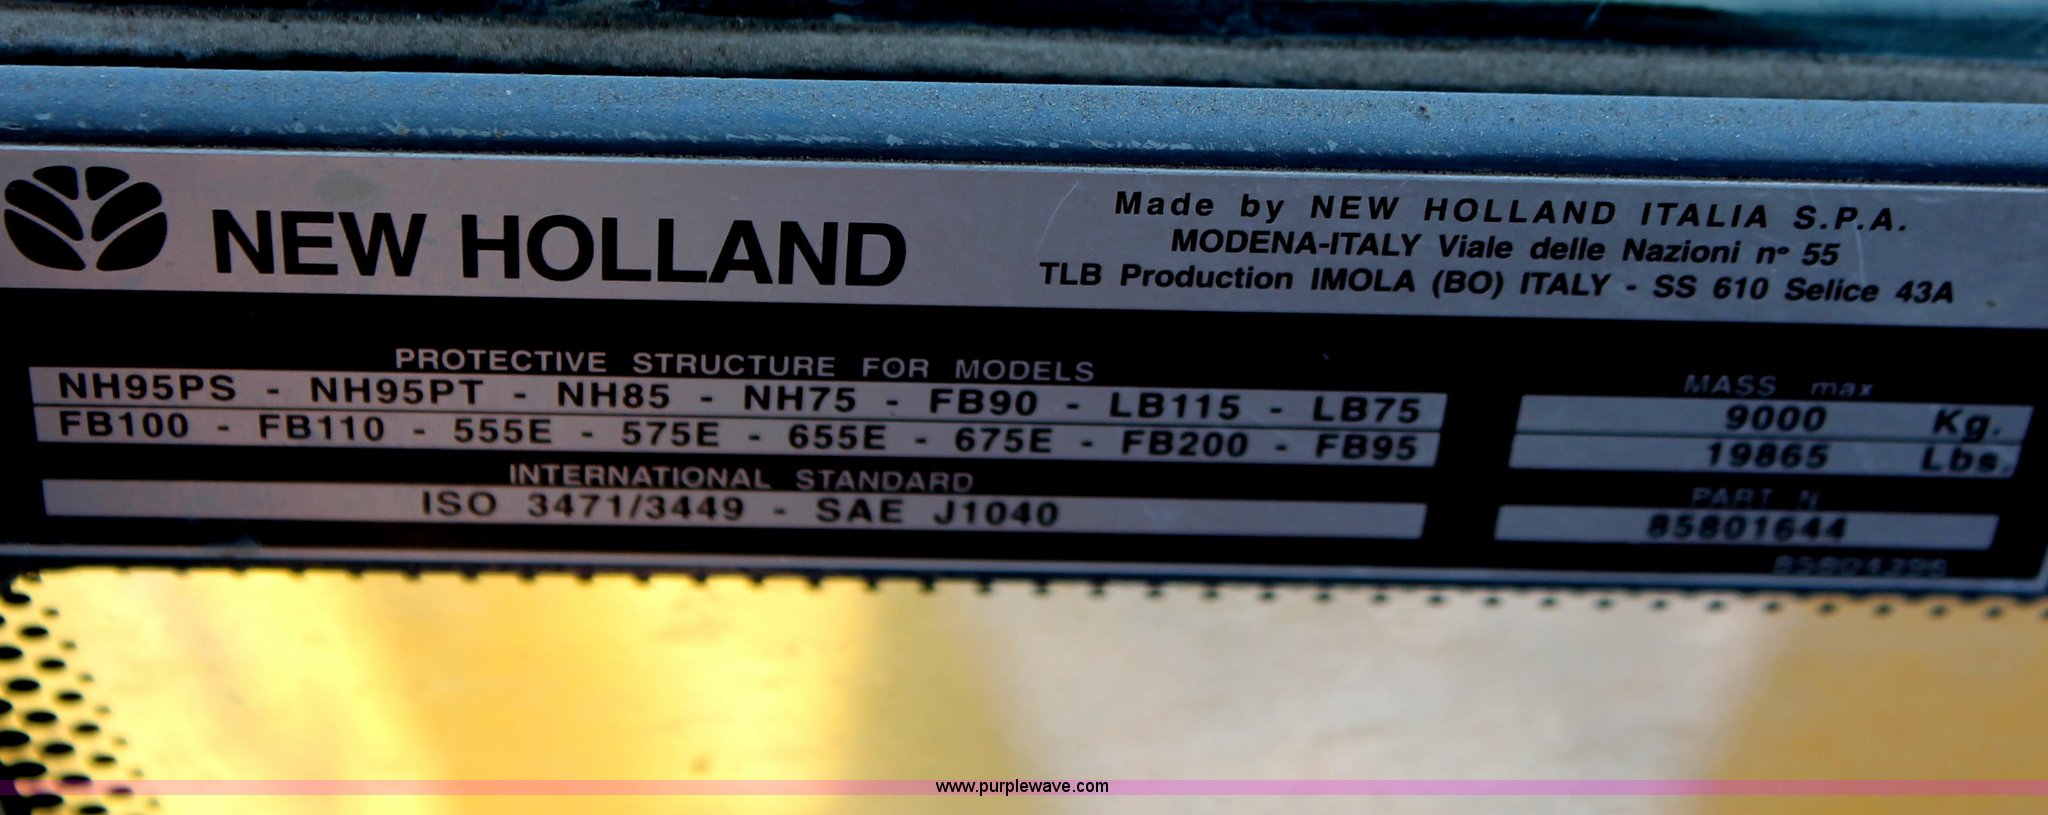 NEW HOLLAND
Made by NEW HOLLAND ITALIA S.P.A.
MODENA-ITALY Viale delle Nazioni n° 55
TLB Production IMOLA (BO) ITALY - SS 610 Selice 43A
PROTECTIVE STRUCTURE FOR MODELS
NH95PS - NH95PT - NH85 - NH75 - FB90 - LB115 - LB75
FB100 - FB110 - 555E - 575E - 655E - 675E - FB200 - FB95
INTERNATIONAL STANDARD
ISO 3471/3449 - SAE J1040
MASS max
9000 Kg.
19865 Lbs.
PART N
85801644
www.purplewave.com